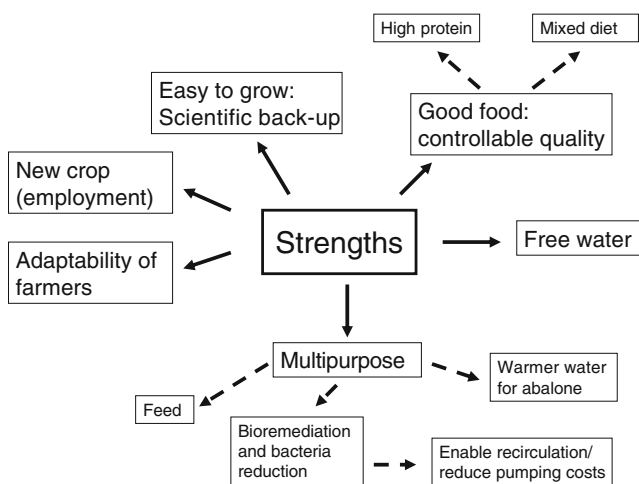 High protein
Mixed diet
Easy to grow:
Scientific back-up
Good food:
controllable quality
New crop
(employment)
Strengths
Free water
Adaptability of
farmers
Multipurpose
Warmer water
for abalone
Feed
Bioremediation
and bacteria
reduction
Enable recirculation/
reduce pumping costs